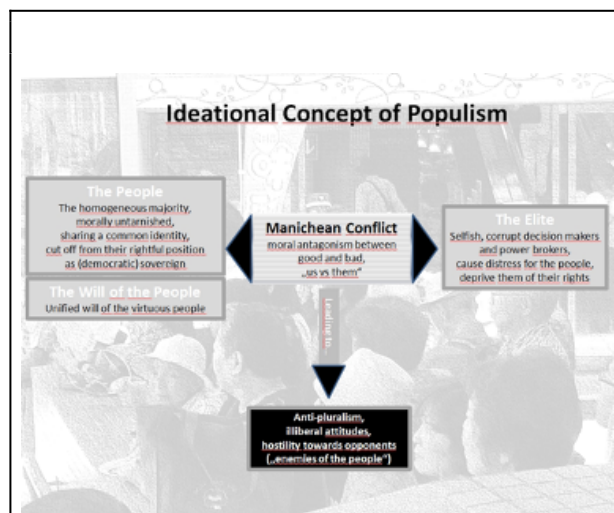 Ideational Concept of Populism
The People
The homogeneous majority,
morally untarnished,
sharing a common identity,
cut off from their rightful position
as (democratic) sovereign
The Will of the People
Unified will of the virtuous people
Manichean Conflict
moral antagonism between
good and bad,
„us vs them“
The Elite
Selfish, corrupt decision makers
and power brokers,
cause distress for the people,
deprive them of their rights
Leading to…
Anti-pluralism,
illiberal attitudes,
hostility towards opponents
(„enemies of the people“)